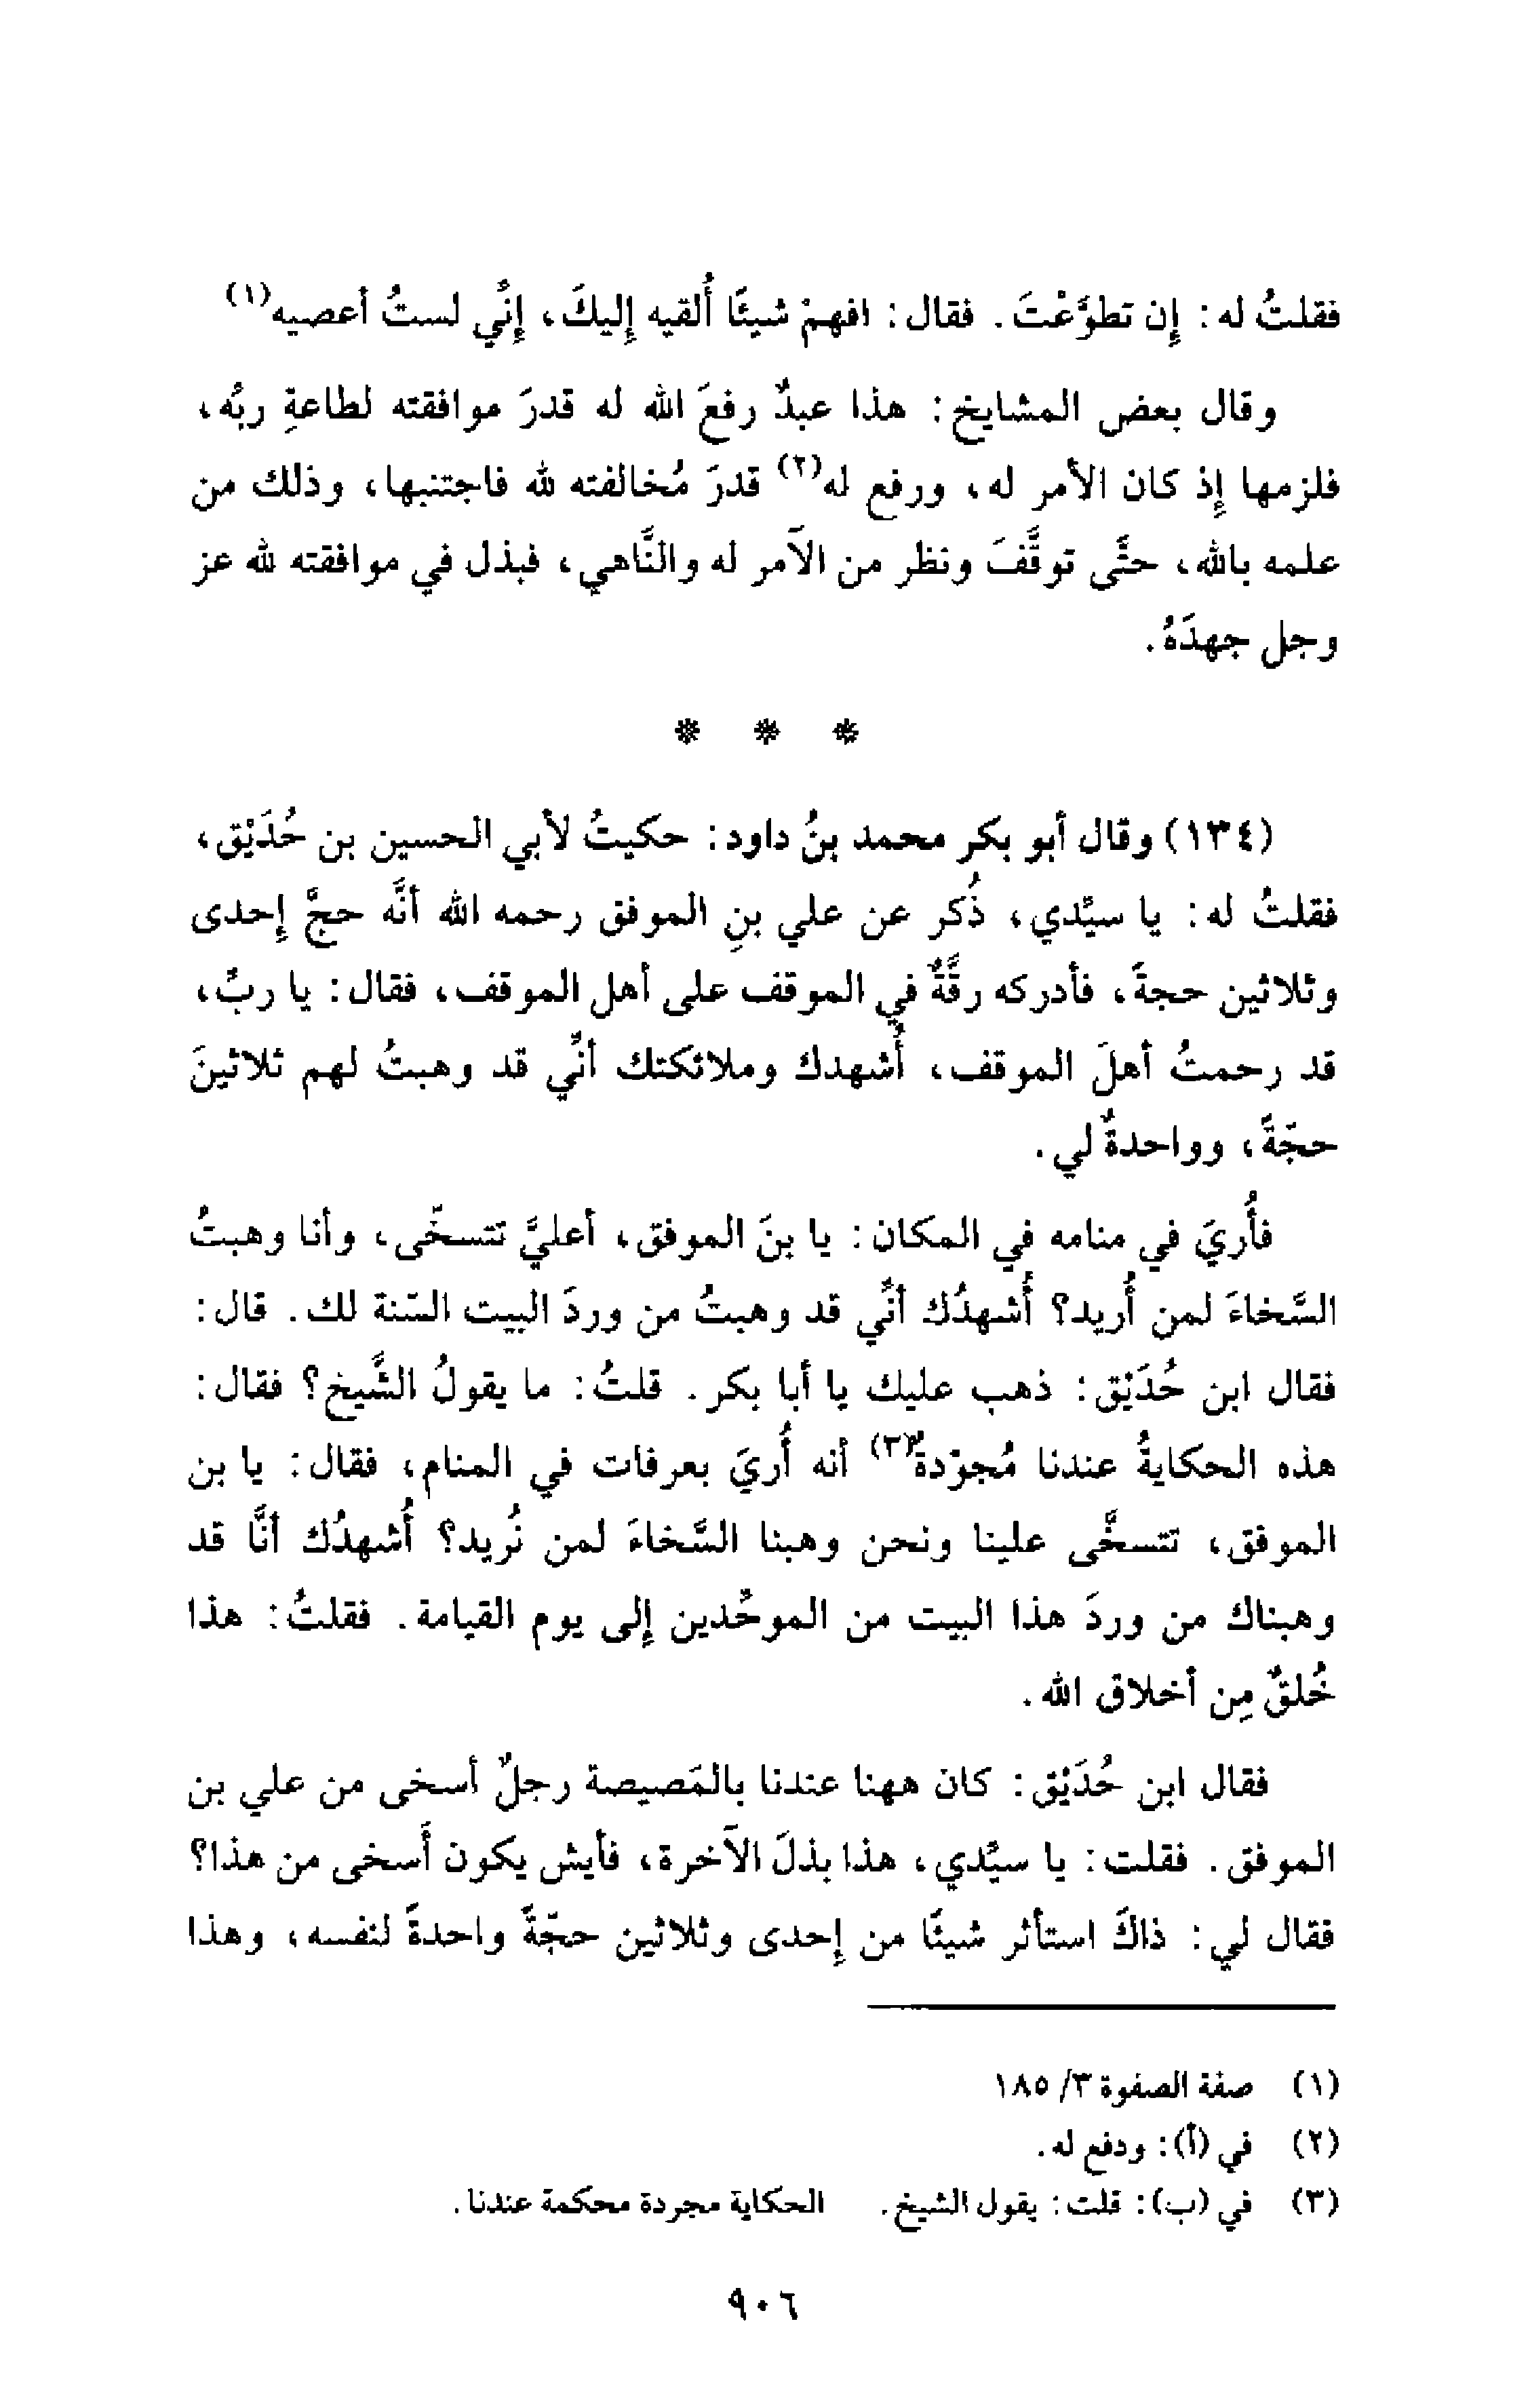 فقلتُ له: إن تطوَّعْتَ. فقال: افهمْ شيئًا أُلقيه إليكَ، إنِّي لستُ أعصيه(١)
وقال بعض المشايخ: هذا عبدٌ رفعَ الله له قدرَ موافقته لطاعةِ ربِّه،
فلزمها إذ كان الأمر له، ورفع له(٢) قدرَ مُخالفته لله فاجتنبها، وذلك من
علمه بالله، حتَّى توقَّفَ ونظر من الآمر له والنَّاهي، فبذل في موافقته لله عز
وجل جهدَهُ.
* * *
(١٣٤) وقال أبو بكر محمد بنُ داود: حكيتُ لأبي الحسين بن حُدَيْق،
فقلتُ له: يا سيِّدي، ذُكر عن علي بنِ الموفق رحمه الله أنَّه حجَّ إحدى
وثلاثين حجةً، فأدركه رقَّةٌ في الموقف على أهل الموقف، فقال: يا ربِّ،
قد رحمتُ أهلَ الموقف، أُشهدك وملائكتك أنِّي قد وهبتُ لهم ثلاثينَ
حجّةً، وواحدةٌ لي.
فأُريَ في منامه في المكان: يا بنَ الموفق، أعليَّ تتسخّى، وأنا وهبتُ
السَّخاءَ لمن أُريد؟ أُشهدُك أنِّي قد وهبتُ من وردَ البيت السّنة لك. قال:
فقال ابن حُدَيْق: ذهب عليك يا أبا بكر. قلتُ: ما يقولُ الشَّيخ؟ فقال:
هذه الحكايةُ عندنا مُجوّدةٌ(٣) أنه أُريَ بعرفات في المنام، فقال: يا بن
الموفق، تتسخَّى علينا ونحن وهبنا السَّخاءَ لمن نُريد؟ أُشهدُك أنَّا قد
وهبناك من وردَ هذا البيت من الموحِّدين إلى يوم القيامة. فقلتُ: هذا
خُلقٌ مِن أخلاق الله.
فقال ابن حُدَيْق: كان ههنا عندنا بالمَصيصة رجلٌ أسخى من علي بن
الموفق. فقلت: يا سيِّدي، هذا بذلَ الآخرة، فأيش يكون أَسخى من هذا؟
فقال لي: ذاكَ استأثر شيئًا من إحدى وثلاثين حجّةً واحدةً لنفسه، وهذا
(١) صفة الصفوة ٣/ ١٨٥
(٢) في (أ): ودفع له.
(٣) في (ب): قلت: يقول الشيخ. الحكاية مجردة محكمة عندنا.
٩٠٦